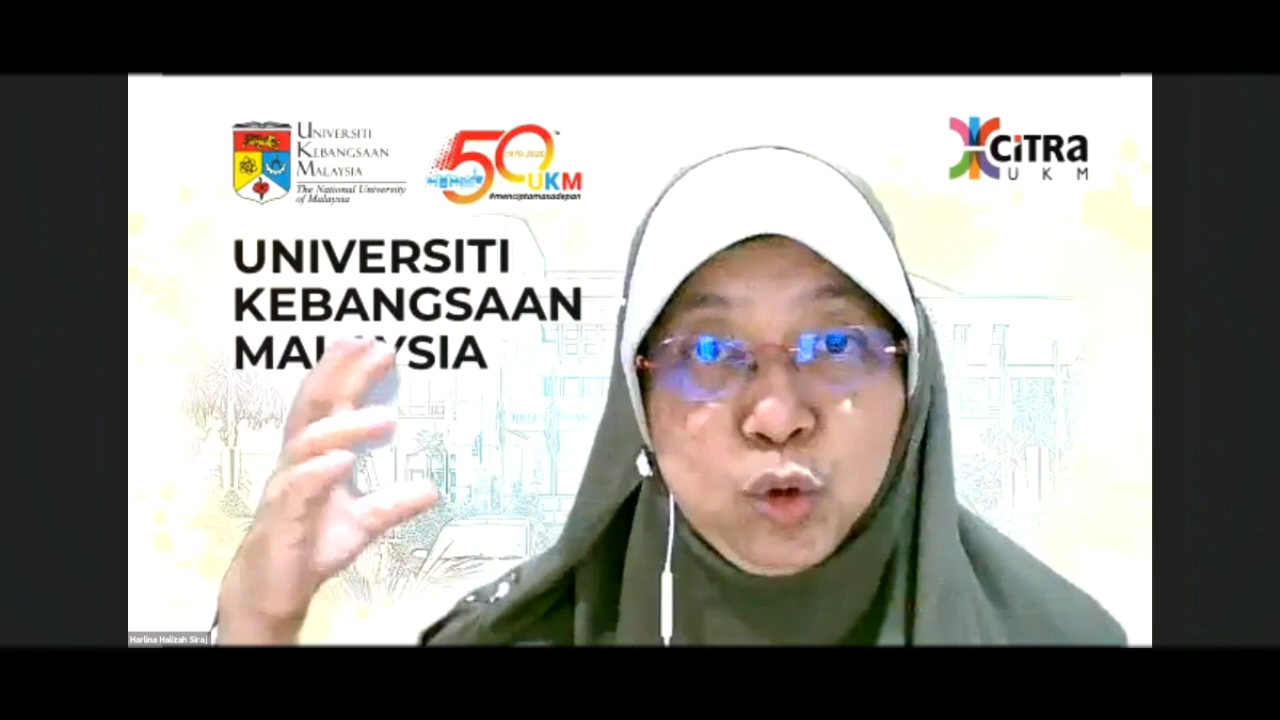 UNIVERSITI
KEBANGSAAN
MALAYSIA
The National University
of Malaysia
50
1970-2020
UKM
#menciptamasadepan
CiTRa
UKM
UNIVERSITI
KEBANGSAAN
MALAYSIA
Harlina Halizah Siraj